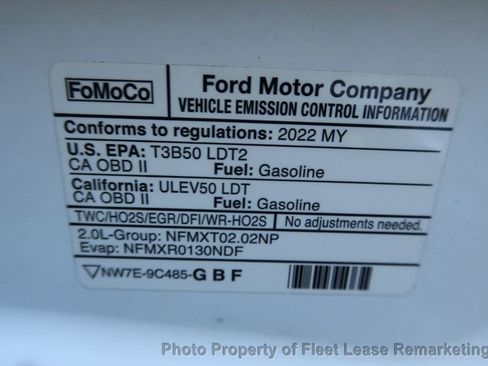 FoMoCo
Ford Motor Company
VEHICLE EMISSION CONTROL INFORMATION
Conforms to regulations: 2022 MY
U.S. EPA: T3B50 LDT2
CA OBD II Fuel: Gasoline
California: ULEV50 LDT
CA OBD II Fuel: Gasoline
TWC/HO2S/EGR/DFI/WR-HO2S No adjustments needed.
2.0L-Group: NFMXT02.02NP
Evap: NFMXR0130NDF
NW7E-9C485-G B F
Photo Property of Fleet Lease Remarketing